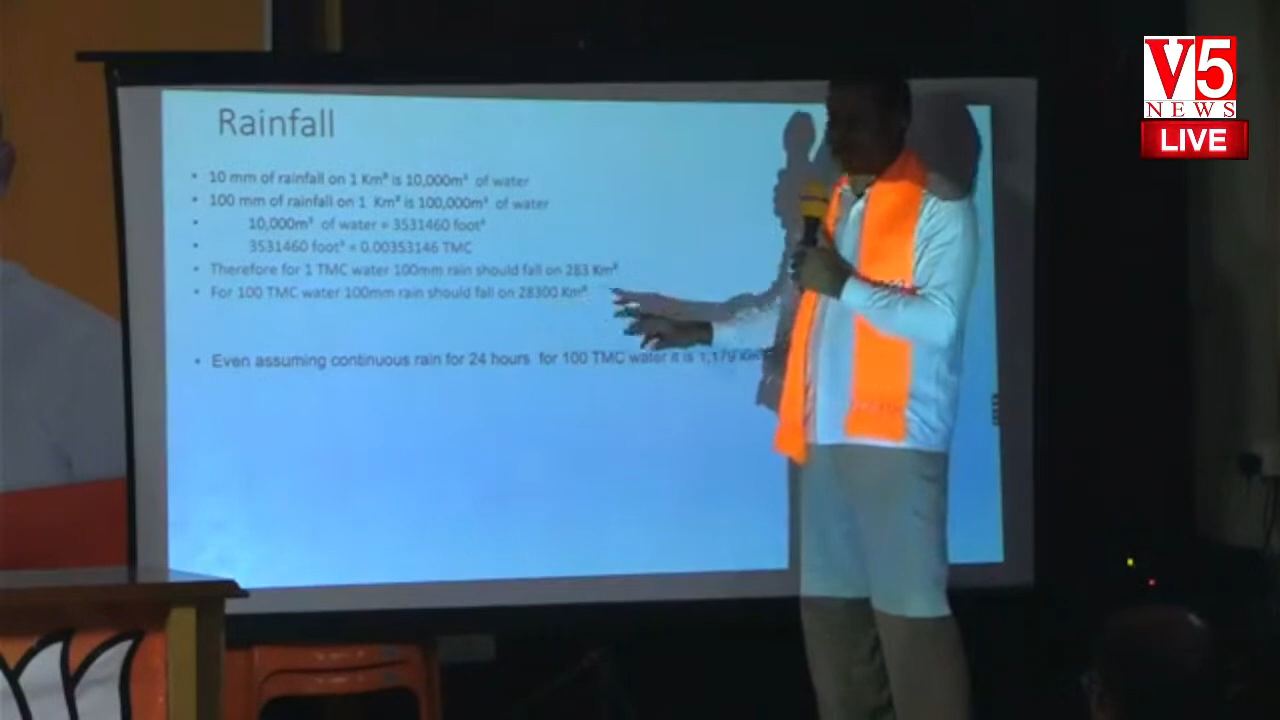 V5
NEWS
LIVE
Rainfall
• 10 mm of rainfall on 1 Km² is 10,000m³ of water
• 100 mm of rainfall on 1 Km² is 100,000m³ of water
• 10,000m³ of water = 3531460 foot³
• 3531460 foot³ = 0.00353146 TMC
• Therefore for 1 TMC water 100mm rain should fall on 283 Km²
• For 100 TMC water 100mm rain should fall on 28300 Km²
• Even assuming continuous rain for 24 hours for 100 TMC water it is 1,179